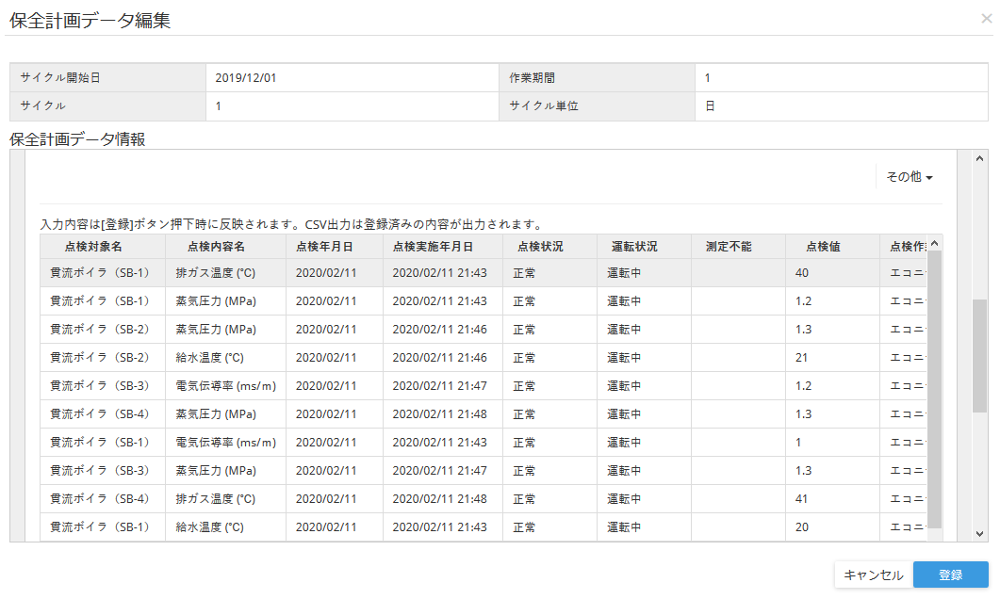 保全計画データ編集
サイクル開始日 2019/12/01 作業期間 1
サイクル 1 サイクル単位 日
保全計画データ情報
その他
入力内容は[登録]ボタン押下時に反映されます。CSV出力は登録済みの内容が出力されます。
点検対象名 点検内容名 点検年月日 点検実施年月日 点検状況 運転状況 測定不能 点検値 点検作
貫流ボイラ（SB-1） 排ガス温度 (℃) 2020/02/11 2020/02/11 21:43 正常 運転中 40 エコニ
貫流ボイラ（SB-1） 蒸気圧力 (MPa) 2020/02/11 2020/02/11 21:43 正常 運転中 1.2 エコニ
貫流ボイラ（SB-2） 蒸気圧力 (MPa) 2020/02/11 2020/02/11 21:46 正常 運転中 1.3 エコニ
貫流ボイラ（SB-2） 給水温度 (℃) 2020/02/11 2020/02/11 21:46 正常 運転中 21 エコニ
貫流ボイラ（SB-3） 電気伝導率 (ms/m) 2020/02/11 2020/02/11 21:47 正常 運転中 1.2 エコニ
貫流ボイラ（SB-4） 蒸気圧力 (MPa) 2020/02/11 2020/02/11 21:48 正常 運転中 1.3 エコニ
貫流ボイラ（SB-1） 電気伝導率 (ms/m) 2020/02/11 2020/02/11 21:43 正常 運転中 1 エコニ
貫流ボイラ（SB-3） 蒸気圧力 (MPa) 2020/02/11 2020/02/11 21:47 正常 運転中 1.3 エコニ
貫流ボイラ（SB-4） 排ガス温度 (℃) 2020/02/11 2020/02/11 21:48 正常 運転中 41 エコニ
貫流ボイラ（SB-1） 給水温度 (℃) 2020/02/11 2020/02/11 21:43 正常 運転中 20 エコニ
キャンセル 登録